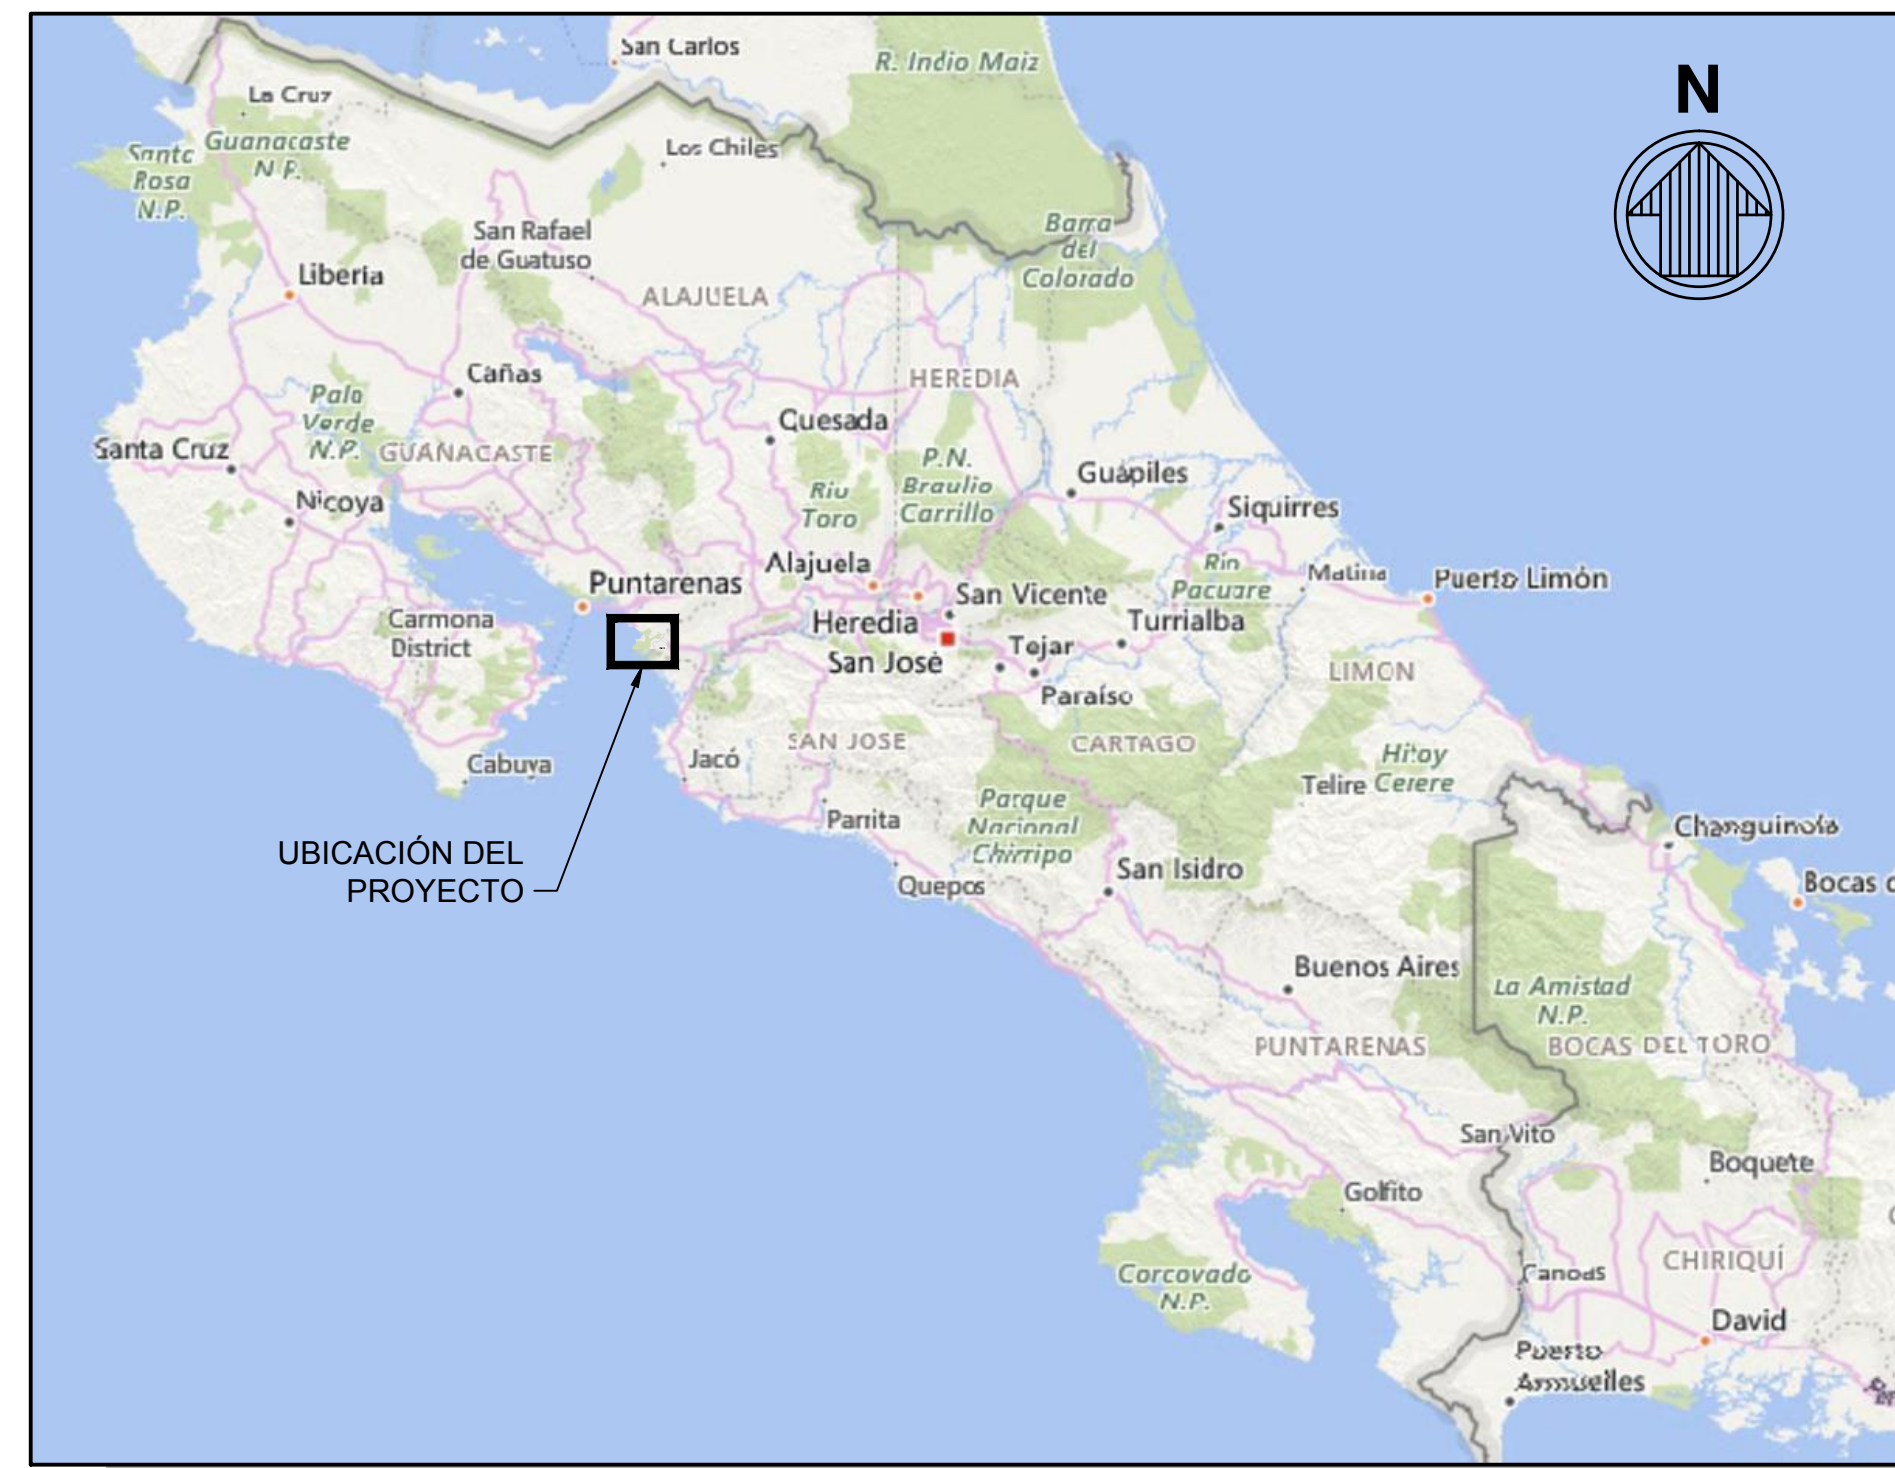 San Carlos
R. Indio Maiz
N
La Cruz
Guanacaste
N.P.
Santa
Rosa
N.P.
Los Chiles
San Rafael
de Guatuso
Barra
del
Colorado
Liberia
ALAJUELA
Cañas
HEREDIA
Palo
Verde
N.P.
Quesada
Santa Cruz
GUANACASTE
P.N.
Braulio
Carrillo
Guápiles
Nicoya
Rio
Toro
Siquirres
Alajuela
Rio
Pacuare
Matina
Puerto Limón
Puntarenas
San Vicente
Carmona
District
Heredia
Turrialba
San José
Tejar
LIMON
Paraíso
SAN JOSE
CARTAGO
Jacó
Hitoy
Cerere
Cabuya
Telire
Parque
Nacional
Chirripo
Parrita
Changuinola
UBICACIÓN DEL
PROYECTO
San Isidro
Quepos
Bocas d
Buenos Aires
La Amistad
N.P.
PUNTARENAS
BOCAS DEL TORO
San Vito
Boquete
Golfito
Corcovado
N.P.
Canoas
CHIRIQUÍ
David
Puerto
Armuelles